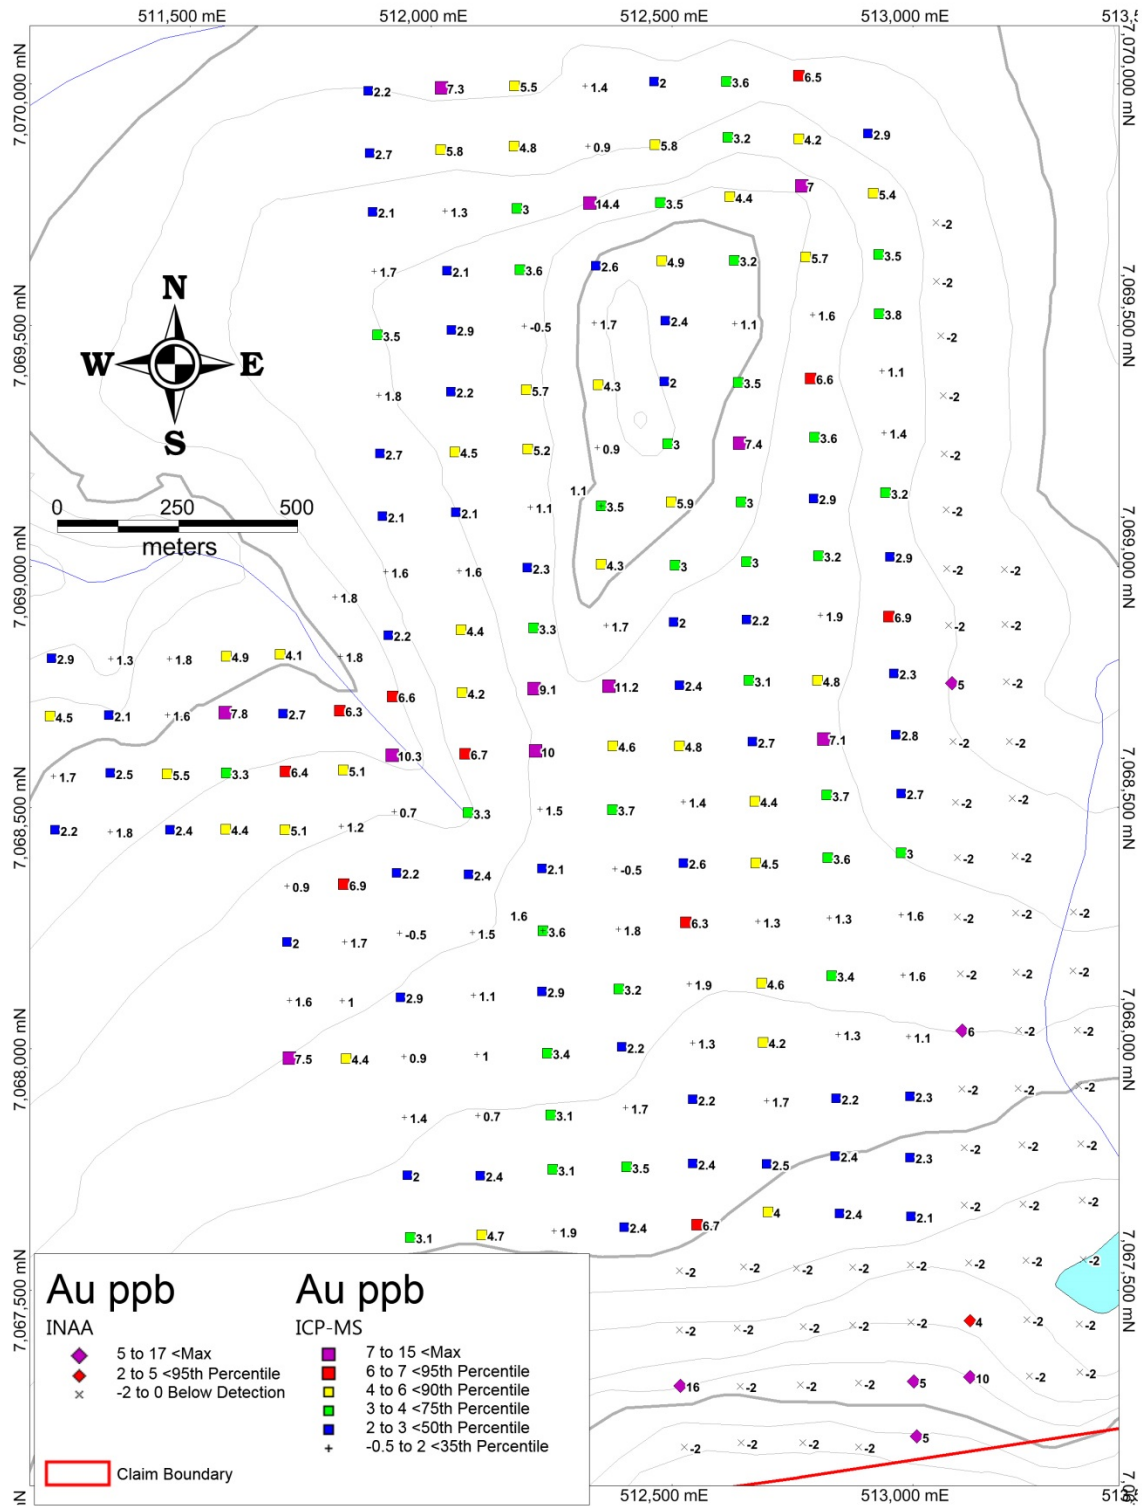 511,500 mE 512,000 mE 512,500 mE 513,000 mE 513,5
7,070,000 mN 7,070,000 mN
2.2 7.3 5.5 1.4 2 3.6 6.5
2.7 5.8 4.8 0.9 5.8 3.2 4.2 2.9
2.1 1.3 3 14.4 3.5 4.4 7 5.4 -2
1.7 2.1 3.6 2.6 4.9 3.2 5.7 3.5 -2
N
7,069,500 mN 7,069,500 mN
3.5 2.9 -0.5 1.7 2.4 1.1 1.6 3.8 -2
W E
1.8 2.2 5.7 4.3 2 3.5 6.6 1.1 -2
S
2.7 4.5 5.2 0.9 3 7.4 3.6 1.4 -2
0 250 500
meters
2.1 2.1 1.1 1.1 3.5 5.9 3 2.9 3.2 -2
7,069,000 mN 7,069,000 mN
1.6 1.6 2.3 4.3 3 3 3.2 2.9 -2 -2
1.8 2.2 4.4 3.3 1.7 2 2.2 1.9 6.9 -2 -2
2.9 1.3 1.8 4.9 4.1 1.8 6.6 4.2 9.1 11.2 2.4 3.1 4.8 2.3 5 -2
4.5 2.1 1.6 7.8 2.7 6.3 10.3 6.7 10 4.6 4.8 2.7 7.1 2.8 -2 -2
1.7 2.5 5.5 3.3 6.4 5.1 0.7 3.3 1.5 3.7 1.4 4.4 3.7 2.7 -2 -2
7,068,500 mN 7,068,500 mN
2.2 1.8 2.4 4.4 5.1 1.2
0.9 6.9 2.2 2.4 2.1 -0.5 2.6 4.5 3.6 3 -2 -2
2 1.7 -0.5 1.5 1.6 3.6 1.8 6.3 1.3 1.3 1.6 -2 -2 -2
1.6 1 2.9 1.1 2.9 3.2 1.9 4.6 3.4 1.6 -2 -2 -2
7,068,000 mN 7,068,000 mN
7.5 4.4 0.9 1 3.4 2.2 1.3 4.2 1.3 1.1 6 -2 -2
1.4 0.7 3.1 1.7 2.2 1.7 2.2 2.3 -2 -2 -2
2 2.4 3.1 3.5 2.4 2.5 2.4 2.3 -2 -2 -2
3.1 4.7 1.9 2.4 6.7 4 2.4 2.1 -2 -2 -2
7,067,500 mN 7,067,500 mN
-2 -2 -2 -2 -2 -2 -2 -2
-2 -2 -2 -2 -2 4 -2 -2
16 -2 -2 -2 5 10 -2 -2
-2 -2 -2 -2 5
Au ppb
INAA
5 to 17 <Max
2 to 5 <95th Percentile
-2 to 0 Below Detection
Claim Boundary
Au ppb
ICP-MS
7 to 15 <Max
6 to 7 <95th Percentile
4 to 6 <90th Percentile
3 to 4 <75th Percentile
2 to 3 <50th Percentile
-0.5 to 2 <35th Percentile
512,500 mE 513,000 mE